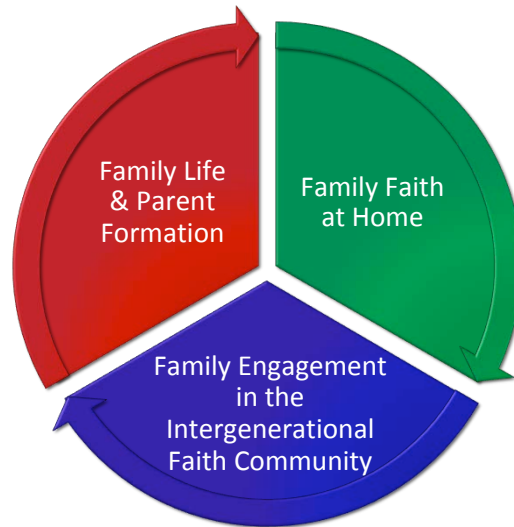 Family Life
& Parent
Formation
Family Faith
at Home
Family Engagement
in the
Intergenerational
Faith Community